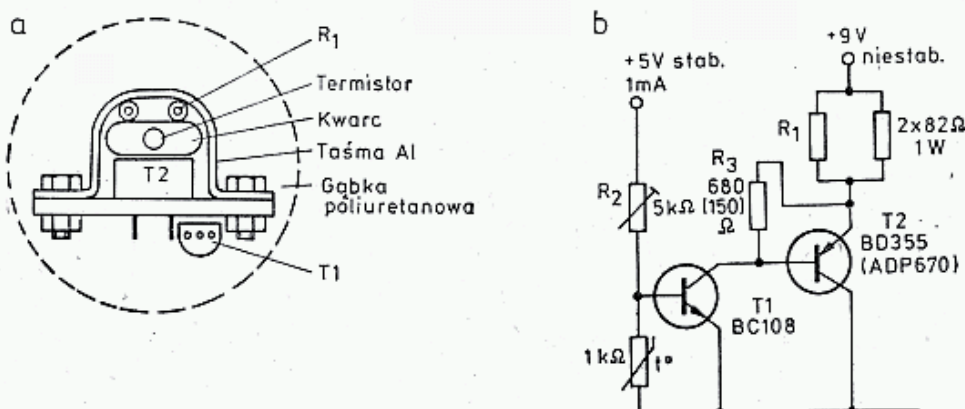 a
R1
Termistor
Kwarc
Taśma Al
Gąbka
poliuretanowa
T2
T1
b
+5V stab.
1mA
+9V
niestab.
R1
2x82Ω
1W
R3
680
(150)
Ω
R2
5kΩ
T2
BD355
(ADP670)
T1
BC108
1kΩ
t°